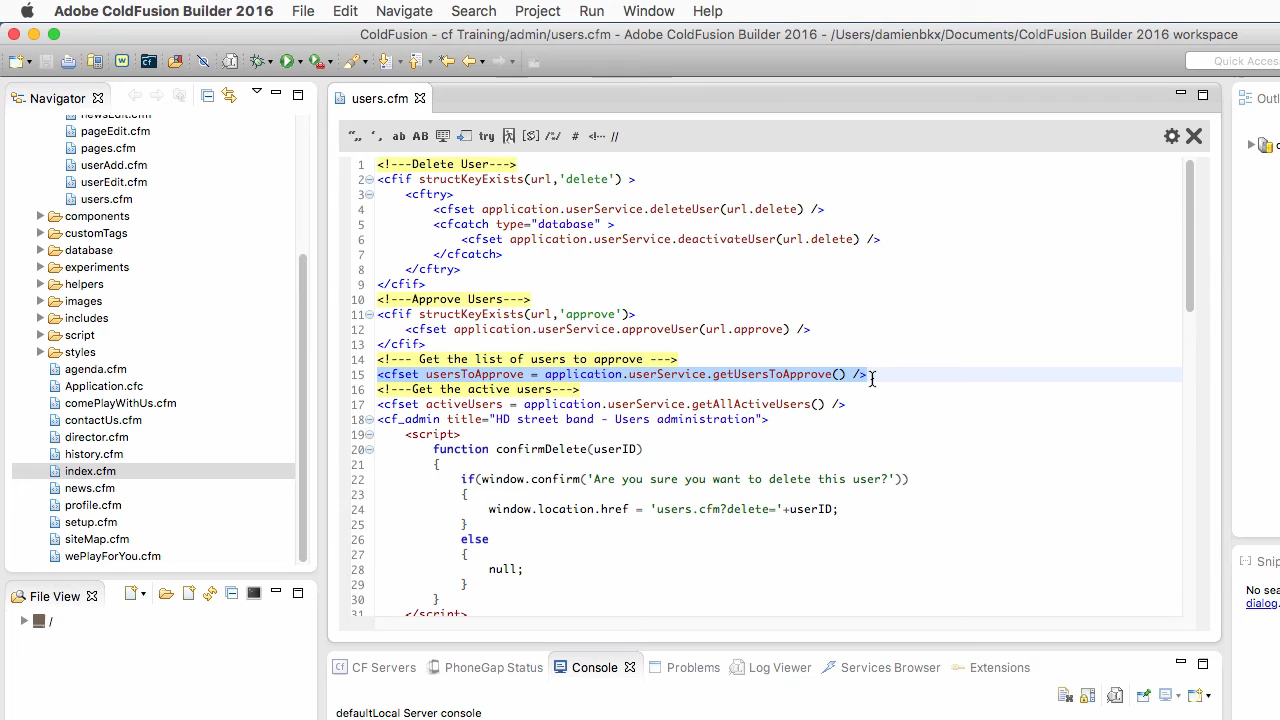 Adobe ColdFusion Builder 2016 File Edit Navigate Search Project Run Window Help
ColdFusion - cf Training/admin/users.cfm - Adobe ColdFusion Builder 2016 - /Users/damienbkx/Documents/ColdFusion Builder 2016 workspace
Quick Access
Navigator
newsEdit.cfm
pageEdit.cfm
pages.cfm
userAdd.cfm
userEdit.cfm
users.cfm
components
customTags
database
experiments
helpers
images
includes
script
styles
agenda.cfm
Application.cfc
comePlayWithUs.cfm
contactUs.cfm
director.cfm
history.cfm
index.cfm
news.cfm
profile.cfm
setup.cfm
siteMap.cfm
wePlayForYou.cfm
File View
/
users.cfm
“„ ‘, ab AB try /*/ # <!-- //
1 <!---Delete User--->
2 <cfif structKeyExists(url,'delete') >
3 <cftry>
4 <cfset application.userService.deleteUser(url.delete) />
5 <cfcatch type="database" >
6 <cfset application.userService.deactivateUser(url.delete) />
7 </cfcatch>
8 </cftry>
9 </cfif>
10 <!---Approve Users--->
11 <cfif structKeyExists(url,'approve')>
12 <cfset application.userService.approveUser(url.approve) />
13 </cfif>
14 <!--- Get the list of users to approve --->
15 <cfset usersToApprove = application.userService.getUsersToApprove() />
16 <!---Get the active users--->
17 <cfset activeUsers = application.userService.getAllActiveUsers() />
18 <cf_admin title="HD street band - Users administration">
19 <script>
20 function confirmDelete(userID)
21 {
22 if(window.confirm('Are you sure you want to delete this user?'))
23 {
24 window.location.href = 'users.cfm?delete='+userID;
25 }
26 else
27 {
28 null;
29 }
30 }
31 </script>
Outl
Snip
No sea
dialog.
CF Servers PhoneGap Status Console Problems Log Viewer Services Browser Extensions
defaultLocal Server console